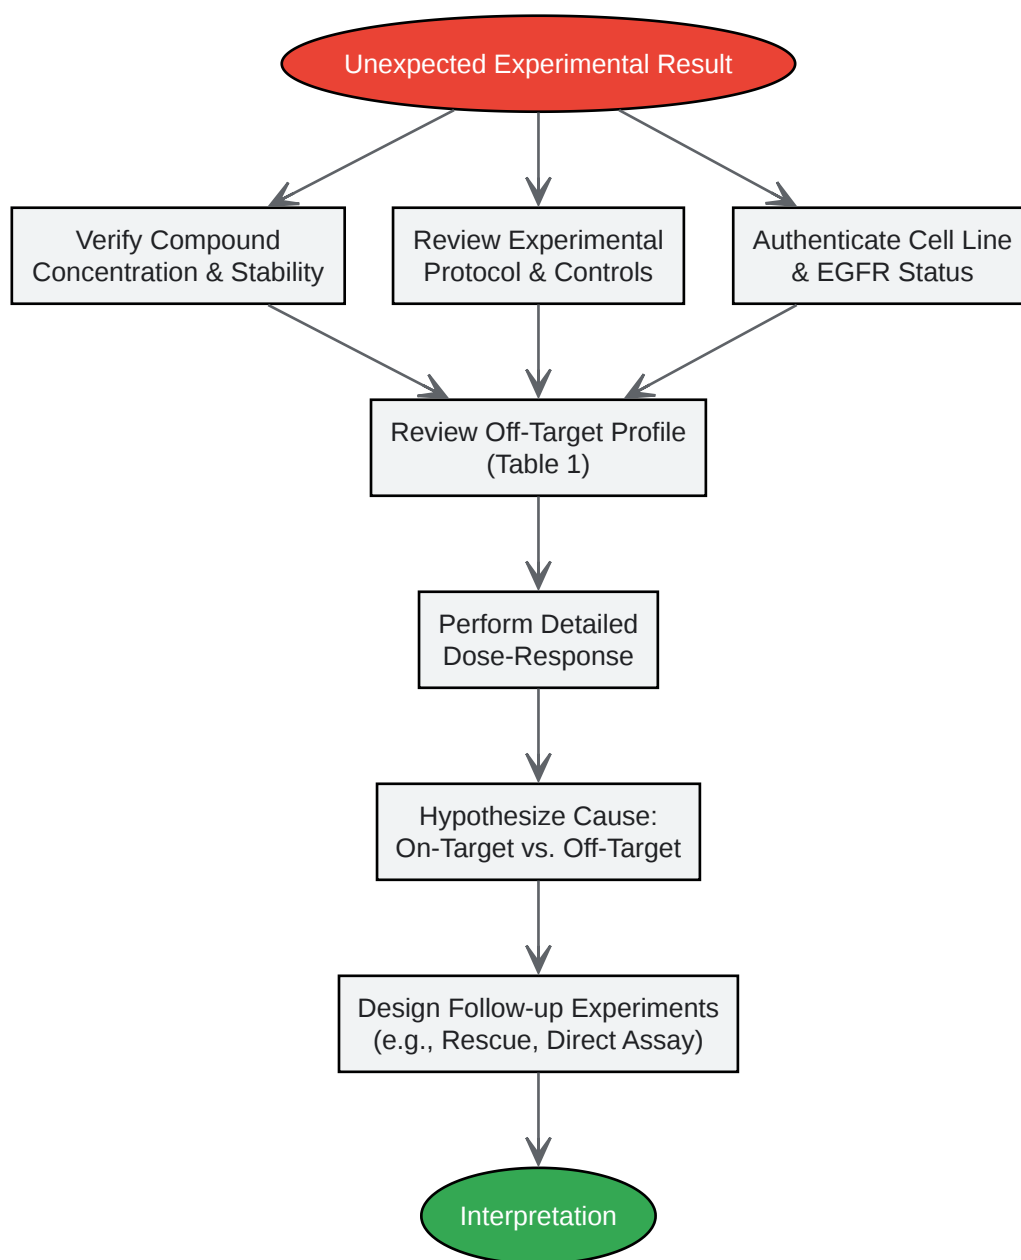 Unexpected Experimental Result
Verify Compound
Concentration & Stability
Review Experimental
Protocol & Controls
Authenticate Cell Line
& EGFR Status
Review Off-Target Profile
(Table 1)
Perform Detailed
Dose-Response
Hypothesize Cause:
On-Target vs. Off-Target
Design Follow-up Experiments
(e.g., Rescue, Direct Assay)
Interpretation